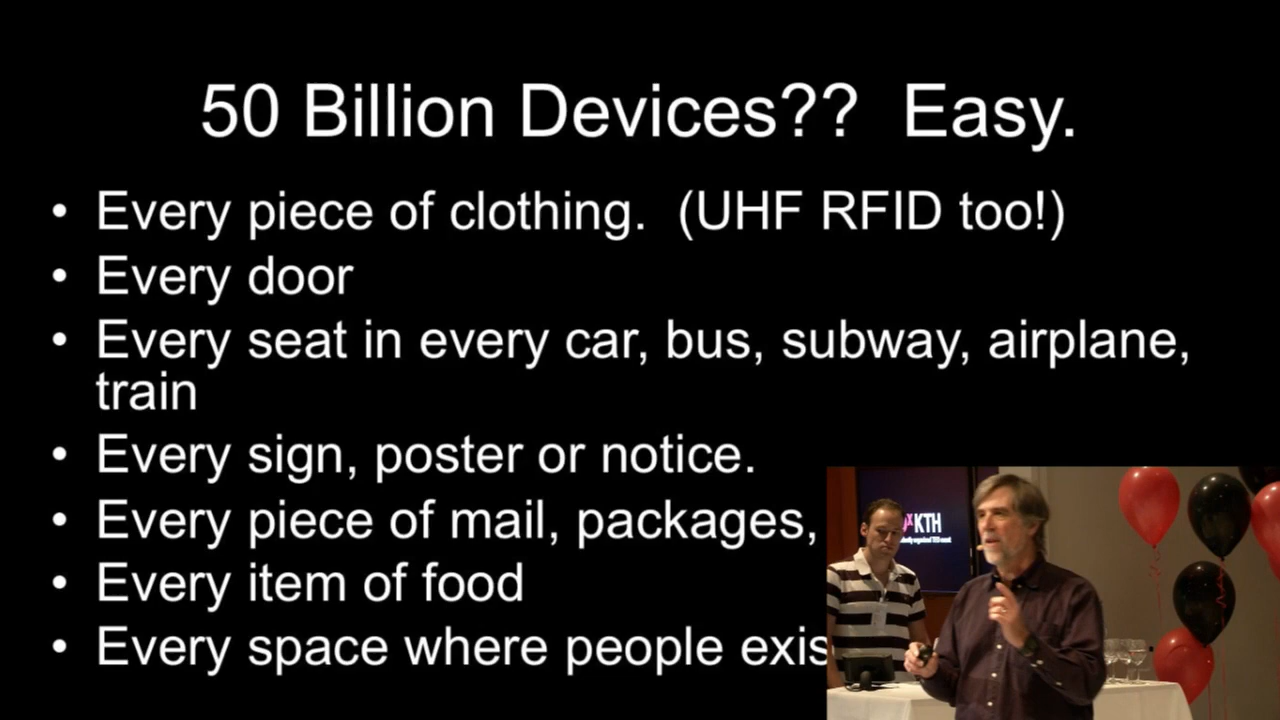 50 Billion Devices?? Easy.
• Every piece of clothing. (UHF RFID too!)
• Every door
• Every seat in every car, bus, subway, airplane,
train
• Every sign, poster or notice.
• Every piece of mail, packages,
• Every item of food
• Every space where people exis
xKTH